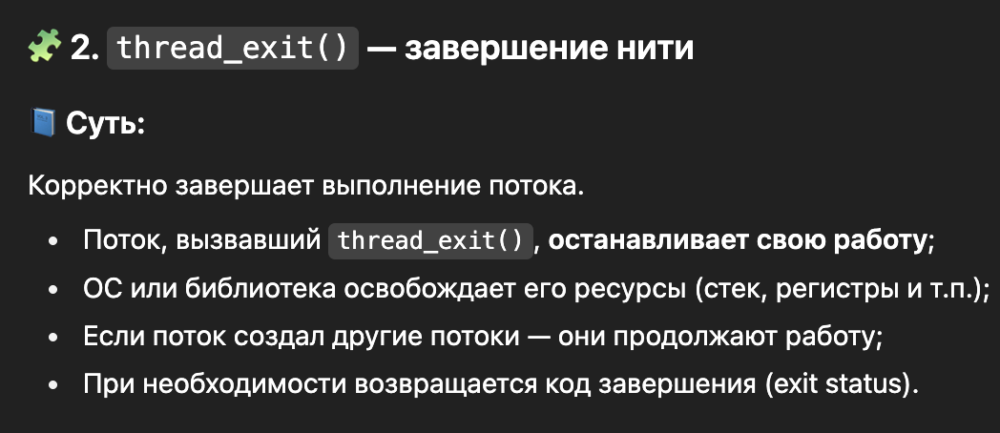 🧩 2. thread_exit() — завершение нити
📘 Суть:
Корректно завершает выполнение потока.
• Поток, вызвавший thread_exit(), останавливает свою работу;
• ОС или библиотека освобождает его ресурсы (стек, регистры и т.п.);
• Если поток создал другие потоки — они продолжают работу;
• При необходимости возвращается код завершения (exit status).